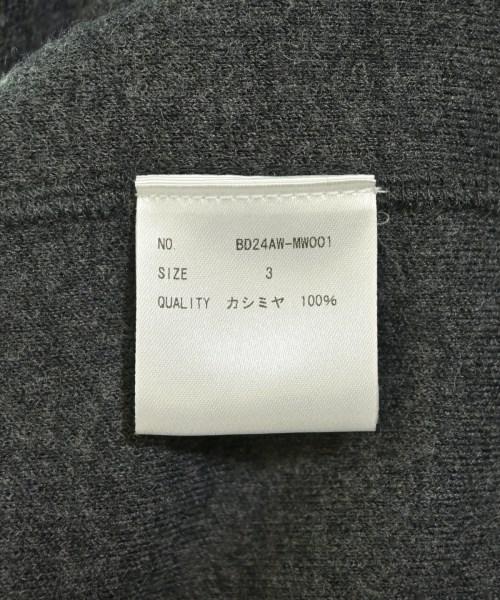 NO. BD24AW-MW001
SIZE 3
QUALITY カシミヤ 100%